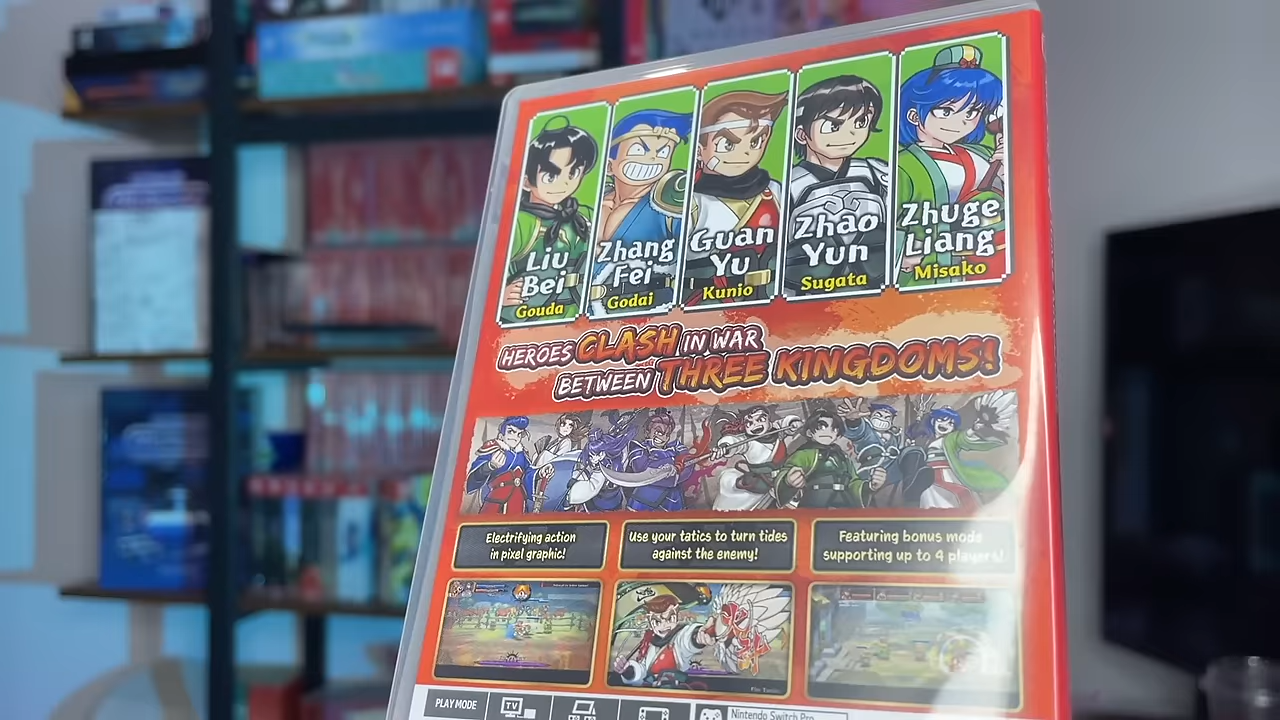 Liu
Bei
Gouda
Zhang
Fei
Godai
Guan
Yu
Kunio
Zhao
Yun
Sugata
Zhuge
Liang
Misako
HEROES CLASH IN WAR
BETWEEN THREE KINGDOMS!
Electrifying action
in pixel graphic!
Use your tatics to turn tides
against the enemy!
Featuring bonus mode
supporting up to 4 players!
PLAY MODE
TV
Nintendo Switch Pro